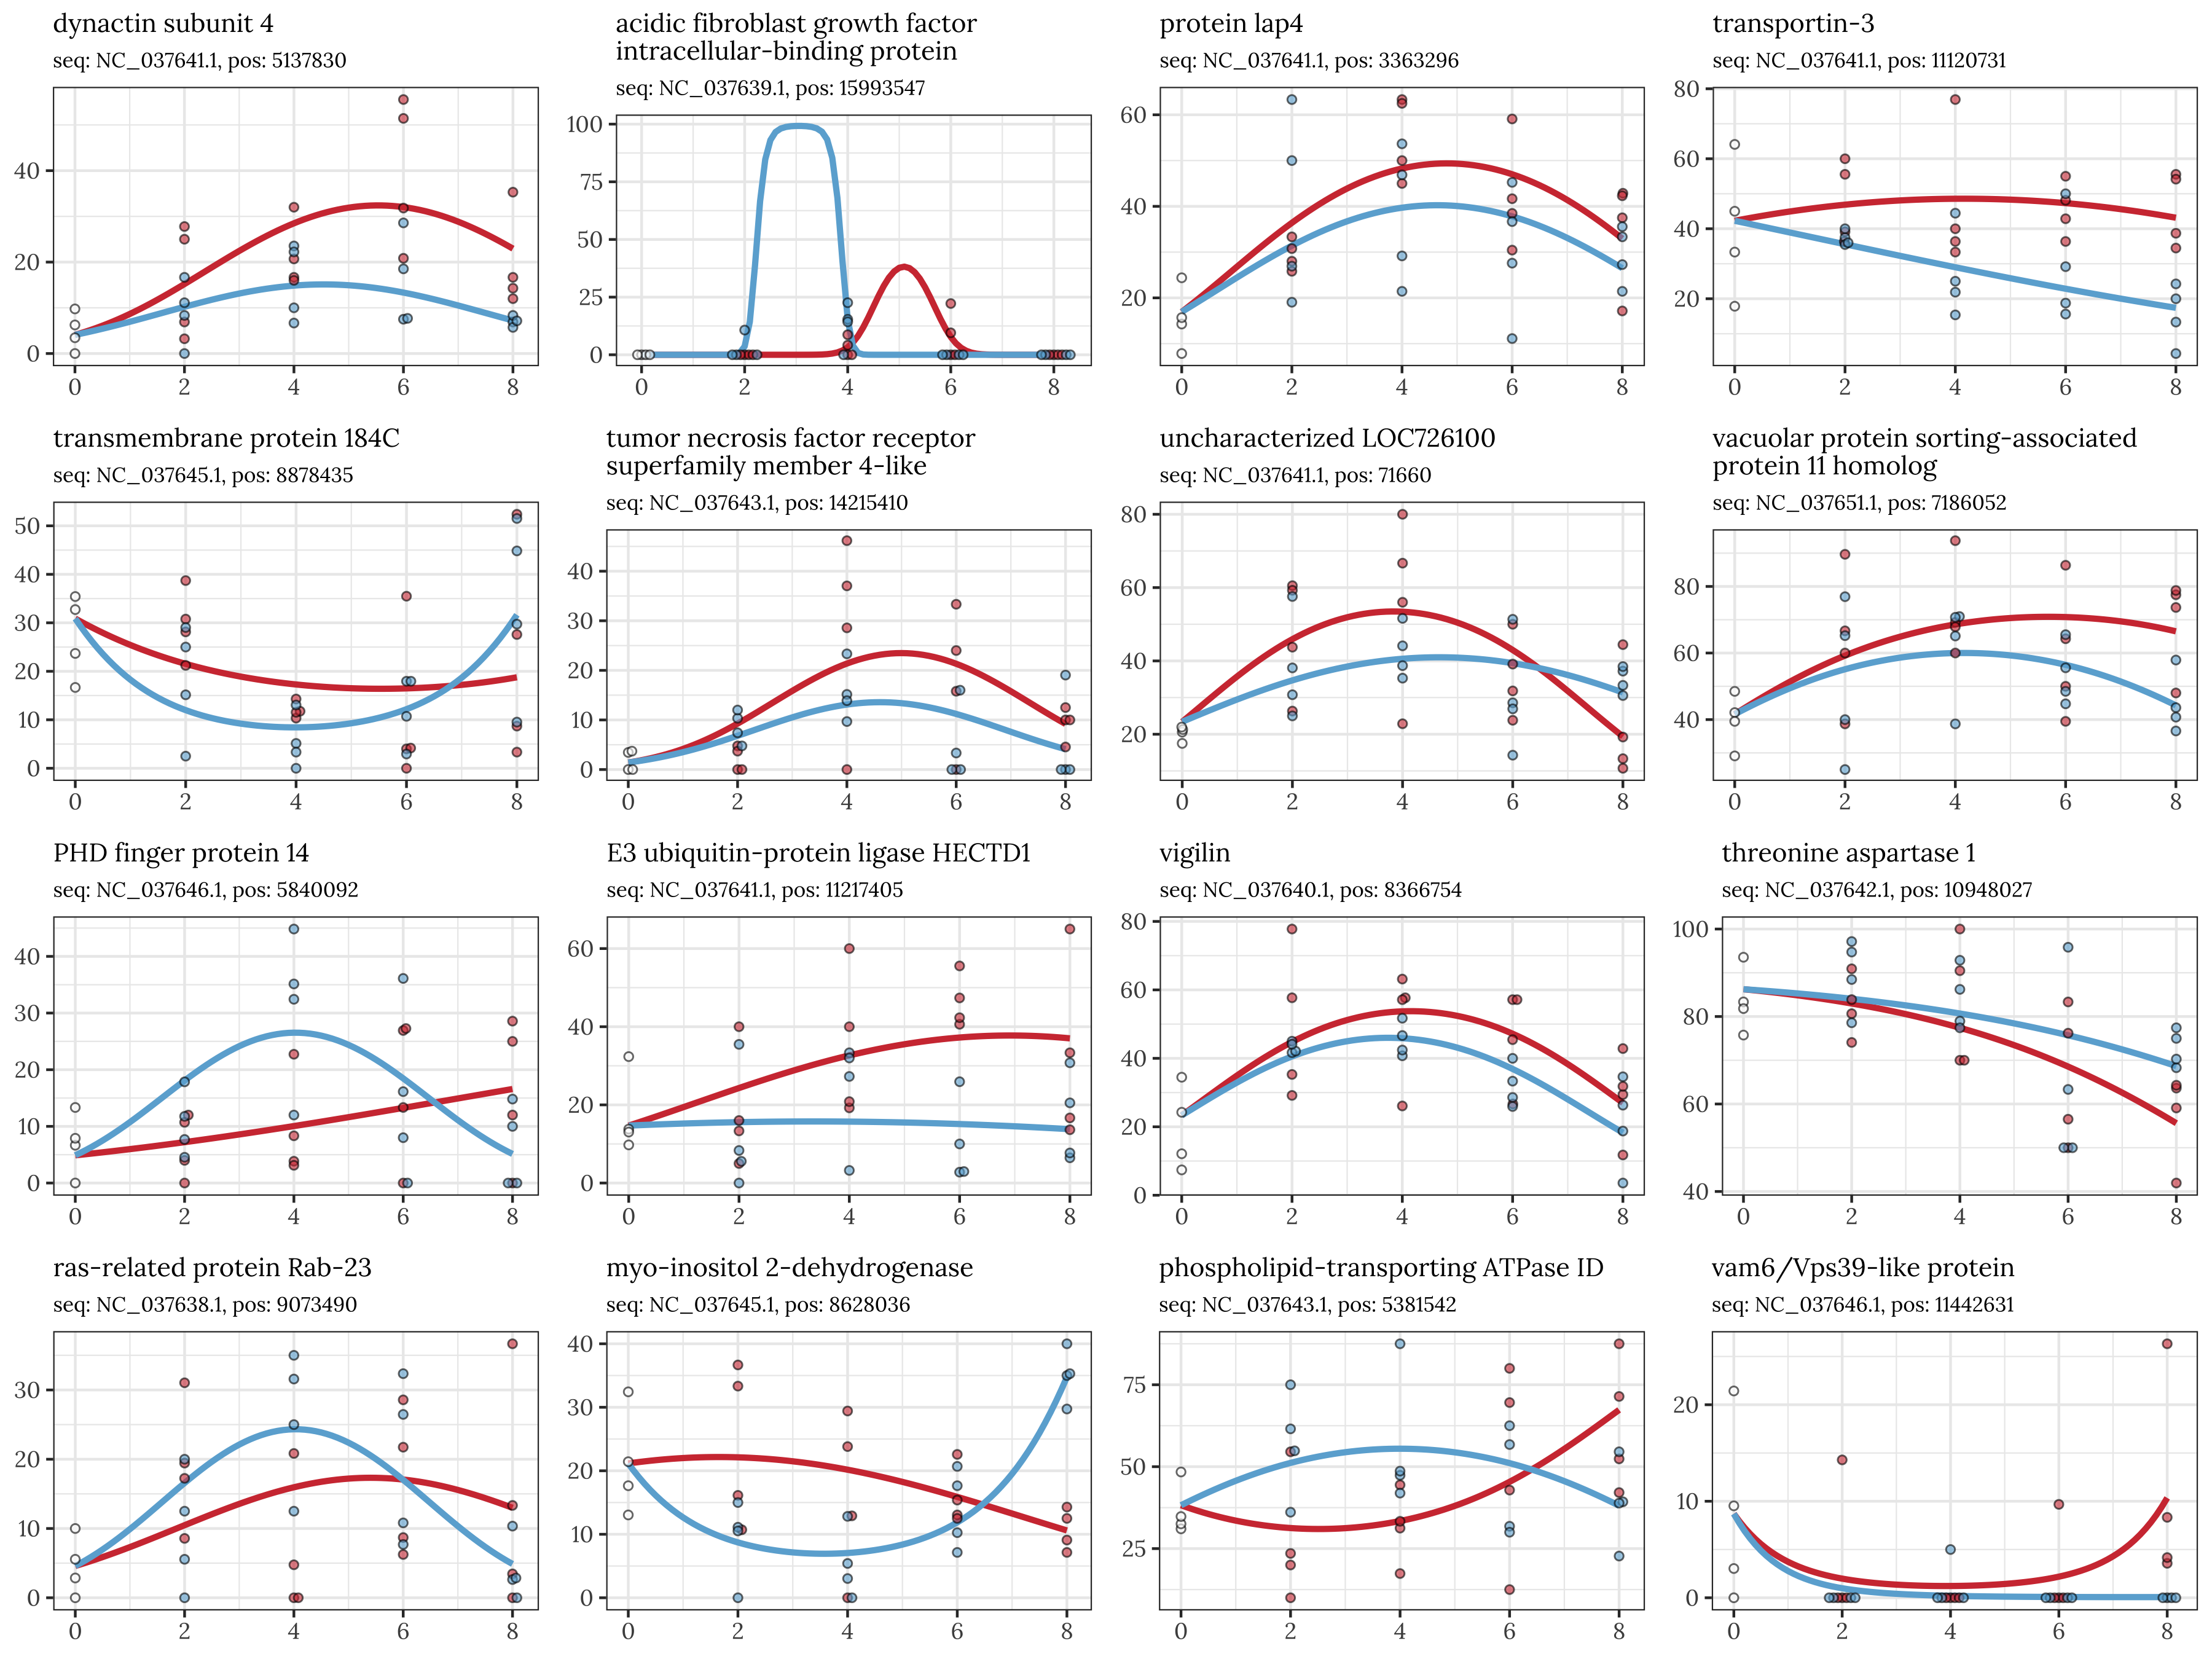 dynactin subunit 4
seq: NC_037641.1, pos: 5137830
40
20
0
0 2 4 6 8
acidic fibroblast growth factor
intracellular-binding protein
seq: NC_037639.1, pos: 15993547
100
75
50
25
0
0 2 4 6 8
protein lap4
seq: NC_037641.1, pos: 3363296
60
40
20
0 2 4 6 8
transportin-3
seq: NC_037641.1, pos: 11120731
80
60
40
20
0 2 4 6 8
transmembrane protein 184C
seq: NC_037645.1, pos: 8878435
50
40
30
20
10
0
0 2 4 6 8
tumor necrosis factor receptor
superfamily member 4-like
seq: NC_037643.1, pos: 14215410
40
30
20
10
0
0 2 4 6 8
uncharacterized LOC726100
seq: NC_037641.1, pos: 71660
80
60
40
20
0 2 4 6 8
vacuolar protein sorting-associated
protein 11 homolog
seq: NC_037651.1, pos: 7186052
80
60
40
0 2 4 6 8
PHD finger protein 14
seq: NC_037646.1, pos: 5840092
40
30
20
10
0
0 2 4 6 8
E3 ubiquitin-protein ligase HECTD1
seq: NC_037641.1, pos: 11217405
60
40
20
0
0 2 4 6 8
vigilin
seq: NC_037640.1, pos: 8366754
80
60
40
20
0
0 2 4 6 8
threonine aspartase 1
seq: NC_037642.1, pos: 10948027
100
80
60
40
0 2 4 6 8
ras-related protein Rab-23
seq: NC_037638.1, pos: 9073490
30
20
10
0
0 2 4 6 8
myo-inositol 2-dehydrogenase
seq: NC_037645.1, pos: 8628036
40
30
20
10
0
0 2 4 6 8
phospholipid-transporting ATPase ID
seq: NC_037643.1, pos: 5381542
75
50
25
0 2 4 6 8
vam6/Vps39-like protein
seq: NC_037646.1, pos: 11442631
20
10
0
0 2 4 6 8